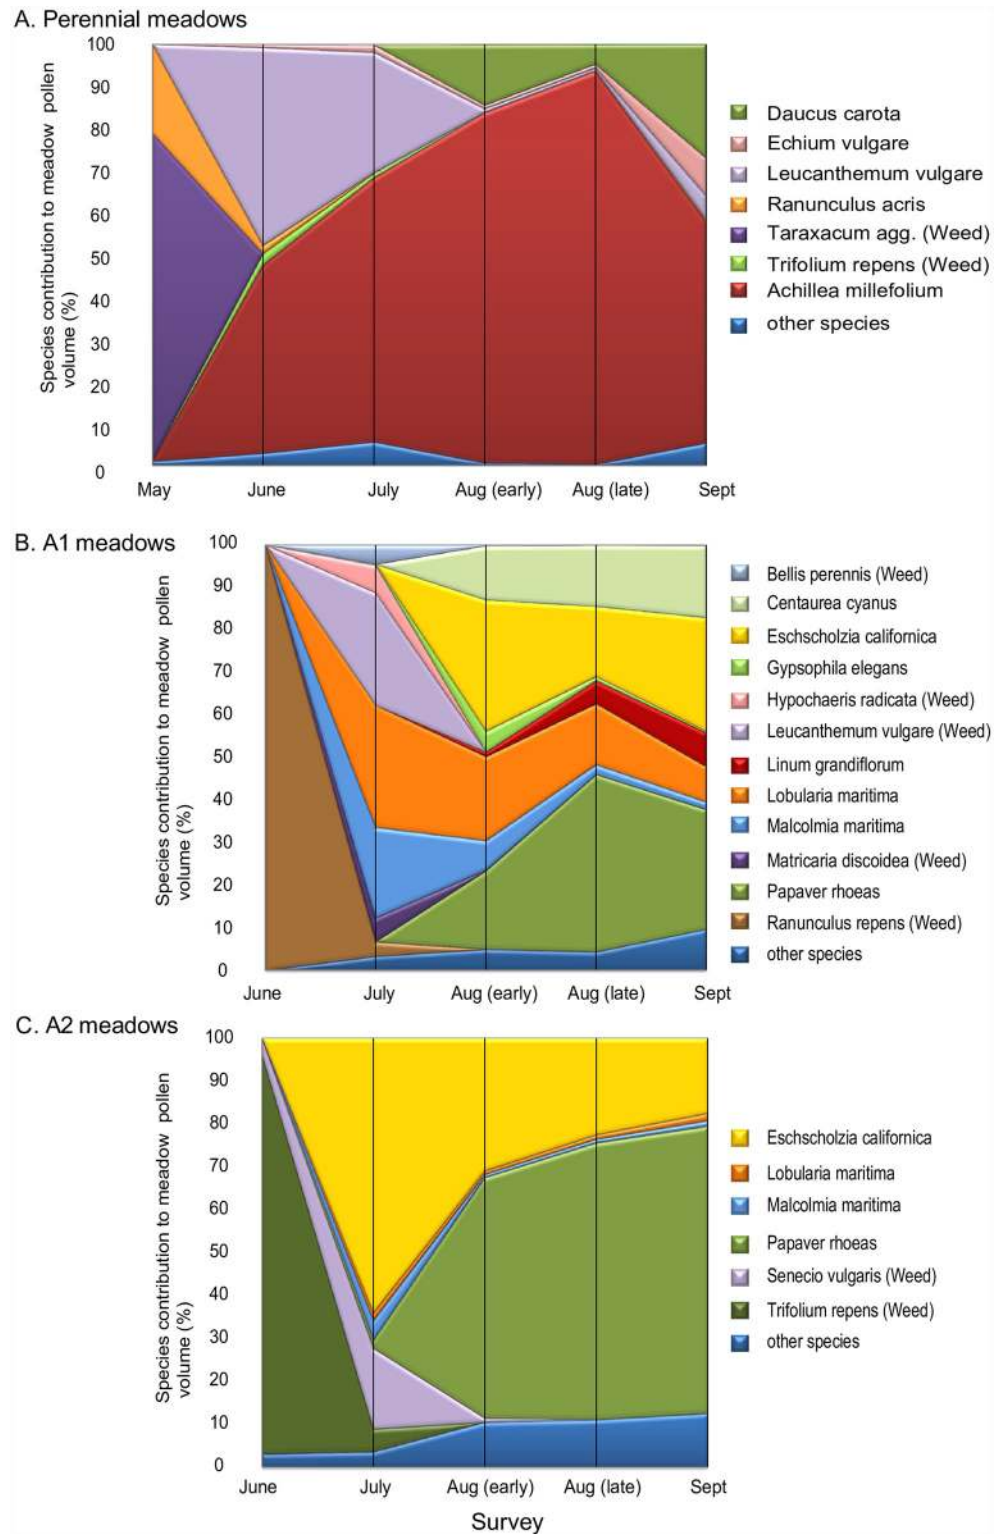 A. Perennial meadows
Species contribution to meadow pollen
volume (%)
100
90
80
70
60
50
40
30
20
10
0
May June July Aug (early) Aug (late) Sept
Daucus carota
Echium vulgare
Leucanthemum vulgare
Ranunculus acris
Taraxacum agg. (Weed)
Trifolium repens (Weed)
Achillea millefolium
other species
B. A1 meadows
Species contribution to meadow pollen
volume (%)
100
90
80
70
60
50
40
30
20
10
0
June July Aug (early) Aug (late) Sept
Bellis perennis (Weed)
Centaurea cyanus
Eschscholzia californica
Gypsophila elegans
Hypochaeris radicata (Weed)
Leucanthemum vulgare (Weed)
Linum grandiflorum
Lobularia maritima
Malcolmia maritima
Matricaria discoidea (Weed)
Papaver rhoeas
Ranunculus repens (Weed)
other species
C. A2 meadows
Species contribution to meadow pollen
volume (%)
100
90
80
70
60
50
40
30
20
10
0
June July Aug (early) Aug (late) Sept
Survey
Eschscholzia californica
Lobularia maritima
Malcolmia maritima
Papaver rhoeas
Senecio vulgaris (Weed)
Trifolium repens (Weed)
other species